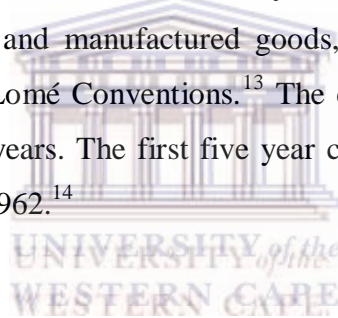 and manufactured goods,
Lomé Conventions.¹³ The
years. The first five year
962.¹⁴
UNIVERSITY of the
WESTERN CAPE